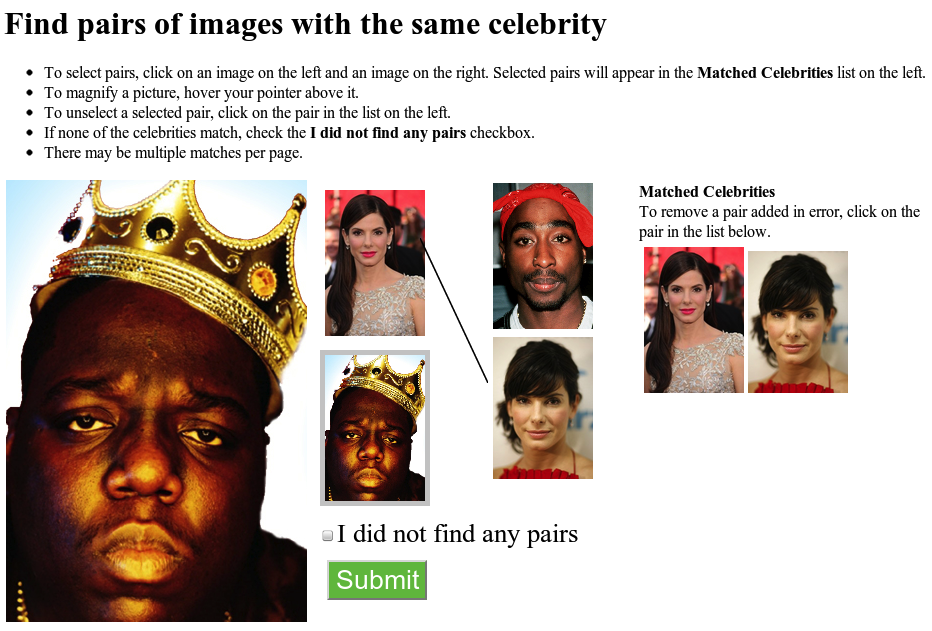 Find pairs of images with the same celebrity
To select pairs, click on an image on the left and an image on the right. Selected pairs will appear in the Matched Celebrities list on the left.
To magnify a picture, hover your pointer above it.
To unselect a selected pair, click on the pair in the list on the left.
If none of the celebrities match, check the I did not find any pairs checkbox.
There may be multiple matches per page.
Matched Celebrities
To remove a pair added in error, click on the
pair in the list below.
I did not find any pairs
Submit